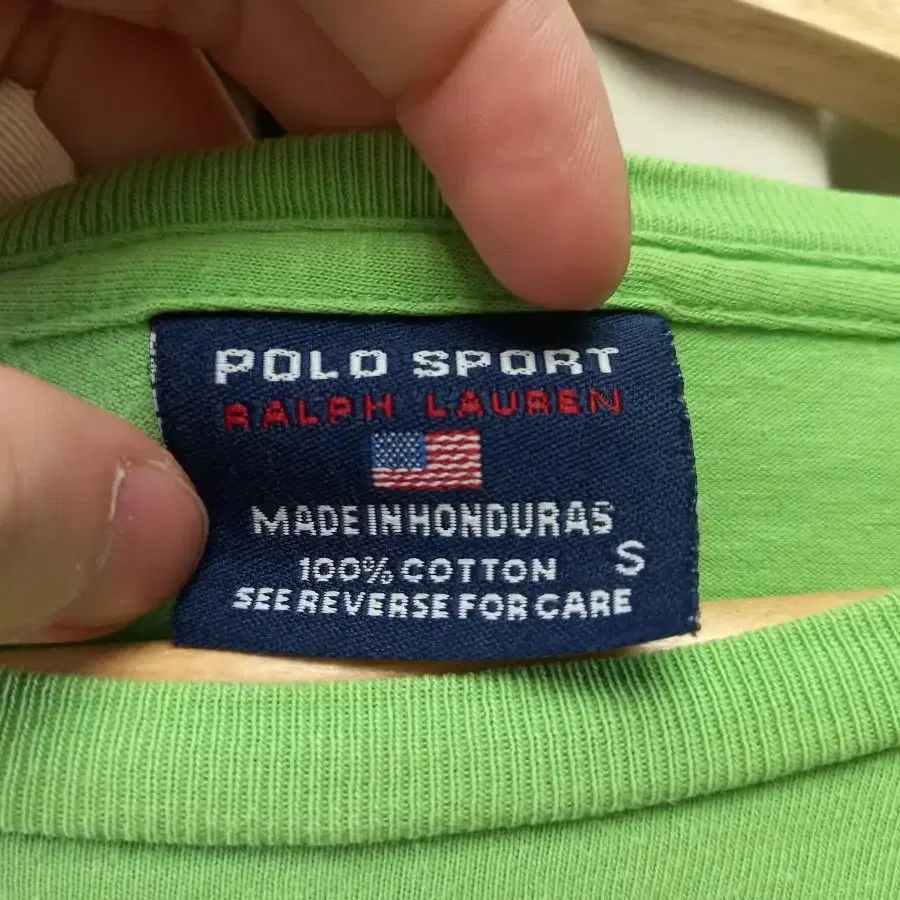 POLO SPORT
RALPH LAUREN
MADE IN HONDURAS
100% COTTON S
SEE REVERSE FOR CARE